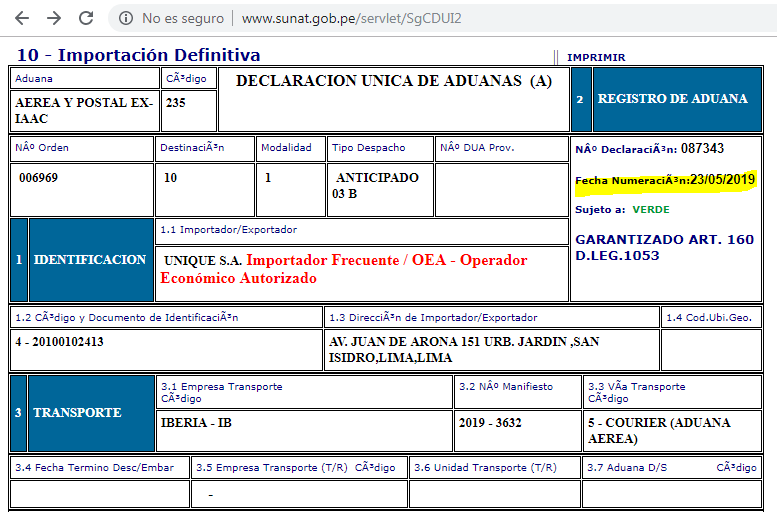 No es seguro | www.sunat.gob.pe/servlet/SgCDUI2
10 - Importación Definitiva
IMPRIMIR
Aduana
CÃ³digo
DECLARACION UNICA DE ADUANAS (A)
2
REGISTRO DE ADUANA
AEREA Y POSTAL EX-
IAAC
235
NÂº Orden
DestinaciÃ³n
Modalidad
Tipo Despacho
NÂº DUA Prov.
NÂº DeclaraciÃ³n: 087343
006969
10
1
ANTICIPADO
03 B
Fecha NumeraciÃ³n:23/05/2019
Sujeto a: VERDE
GARANTIZADO ART. 160
D.LEG.1053
1
IDENTIFICACION
1.1 Importador/Exportador
UNIQUE S.A. Importador Frecuente / OEA - Operador
Económico Autorizado
1.2 CÃ³digo y Documento de IdentificaciÃ³n
1.3 DirecciÃ³n de Importador/Exportador
1.4 Cod.Ubi.Geo.
4 - 20100102413
AV. JUAN DE ARONA 151 URB. JARDIN ,SAN
ISIDRO,LIMA,LIMA
3
TRANSPORTE
3.1 Empresa Transporte
CÃ³digo
3.2 NÂº Manifiesto
3.3 VÃ­a Transporte
CÃ³digo
IBERIA - IB
2019 - 3632
5 - COURIER (ADUANA
AEREA)
3.4 Fecha Termino Desc/Embar
3.5 Empresa Transporte (T/R) CÃ³digo
3.6 Unidad Transporte (T/R)
3.7 Aduana D/S
CÃ³digo
-